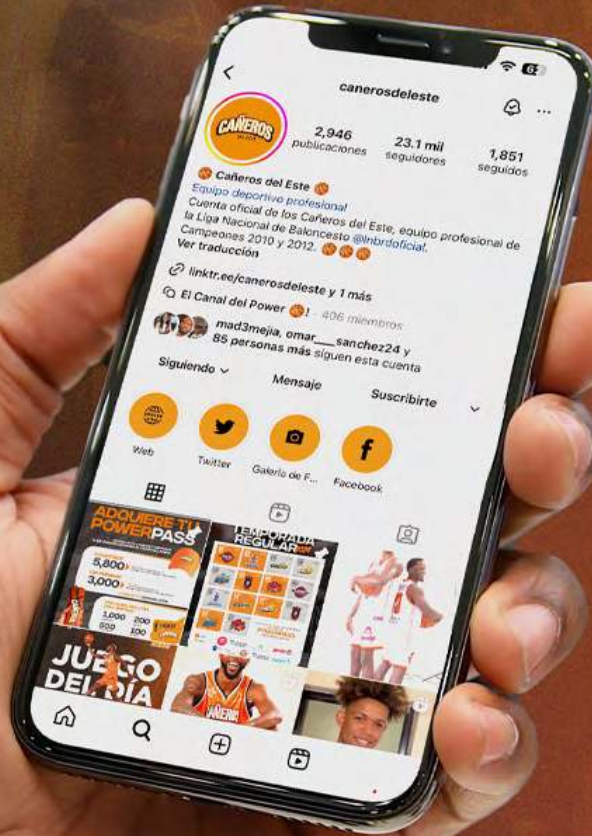 canerosdeleste
CAÑEROS
2,946
publicaciones
23.1 mil
seguidores
1,851
seguidos
Cañeros del Este
Equipo deportivo profesional
Cuenta oficial de los Cañeros del Este, equipo profesional de
la Liga Nacional de Baloncesto @lnbrdoficial.
Campeones 2010 y 2012.
Ver traducción
linktr.ee/canerosdeleste y 1 más
El Canal del Power ! · 406 miembros
mad3mejia, omar___sanchez24 y
85 personas más siguen esta cuenta
Siguiendo
Mensaje
Suscribirte
Web
Twitter
Galería de F...
Facebook
ADQUIERE TU
POWERPASS
5,800
3,000
1,000
200
500
100
TEMPORADA
REGULAR
JUEGO
DEL DÍA